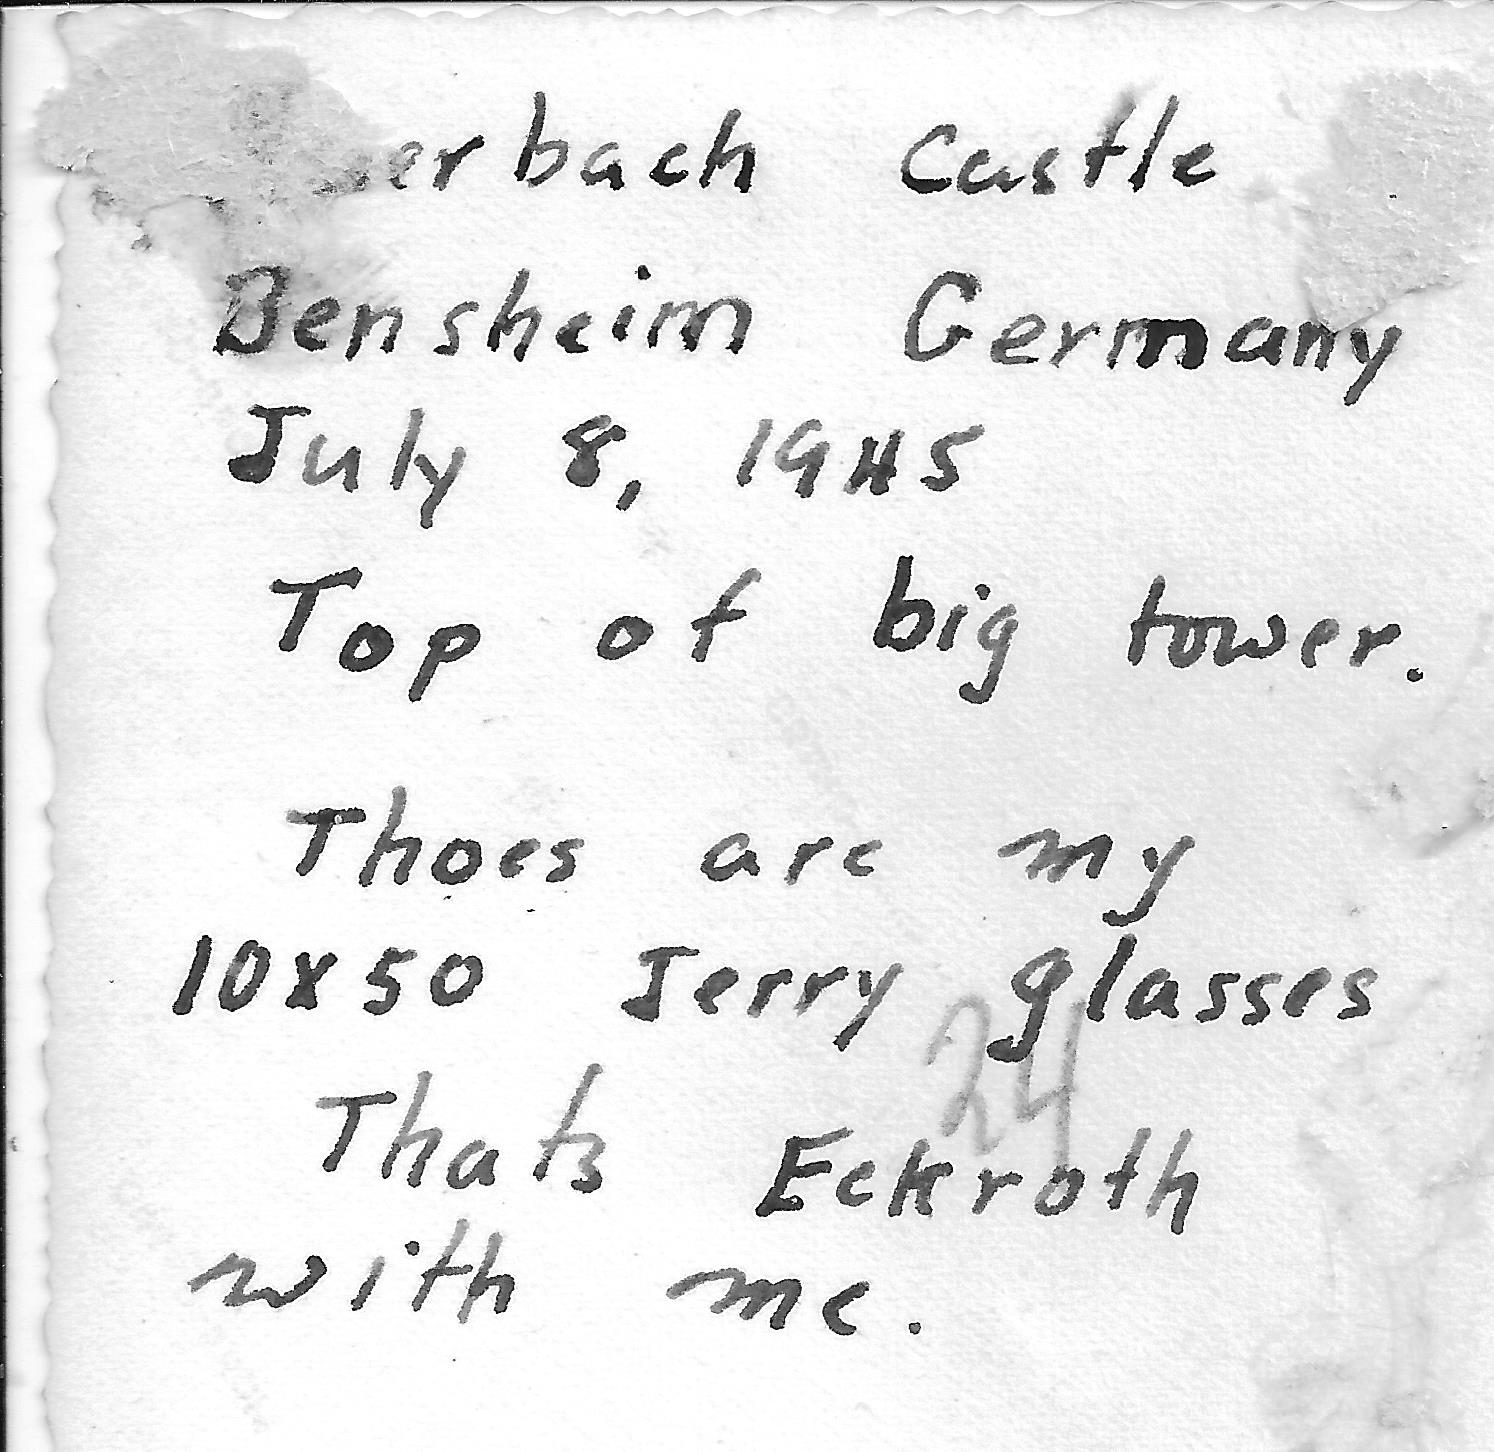 erbach Castle
Bensheim Germany
July 8, 1945
Top of big tower.
Thoes are my
10x50 Jerry glasses
24
Thats Eckroth
with me.